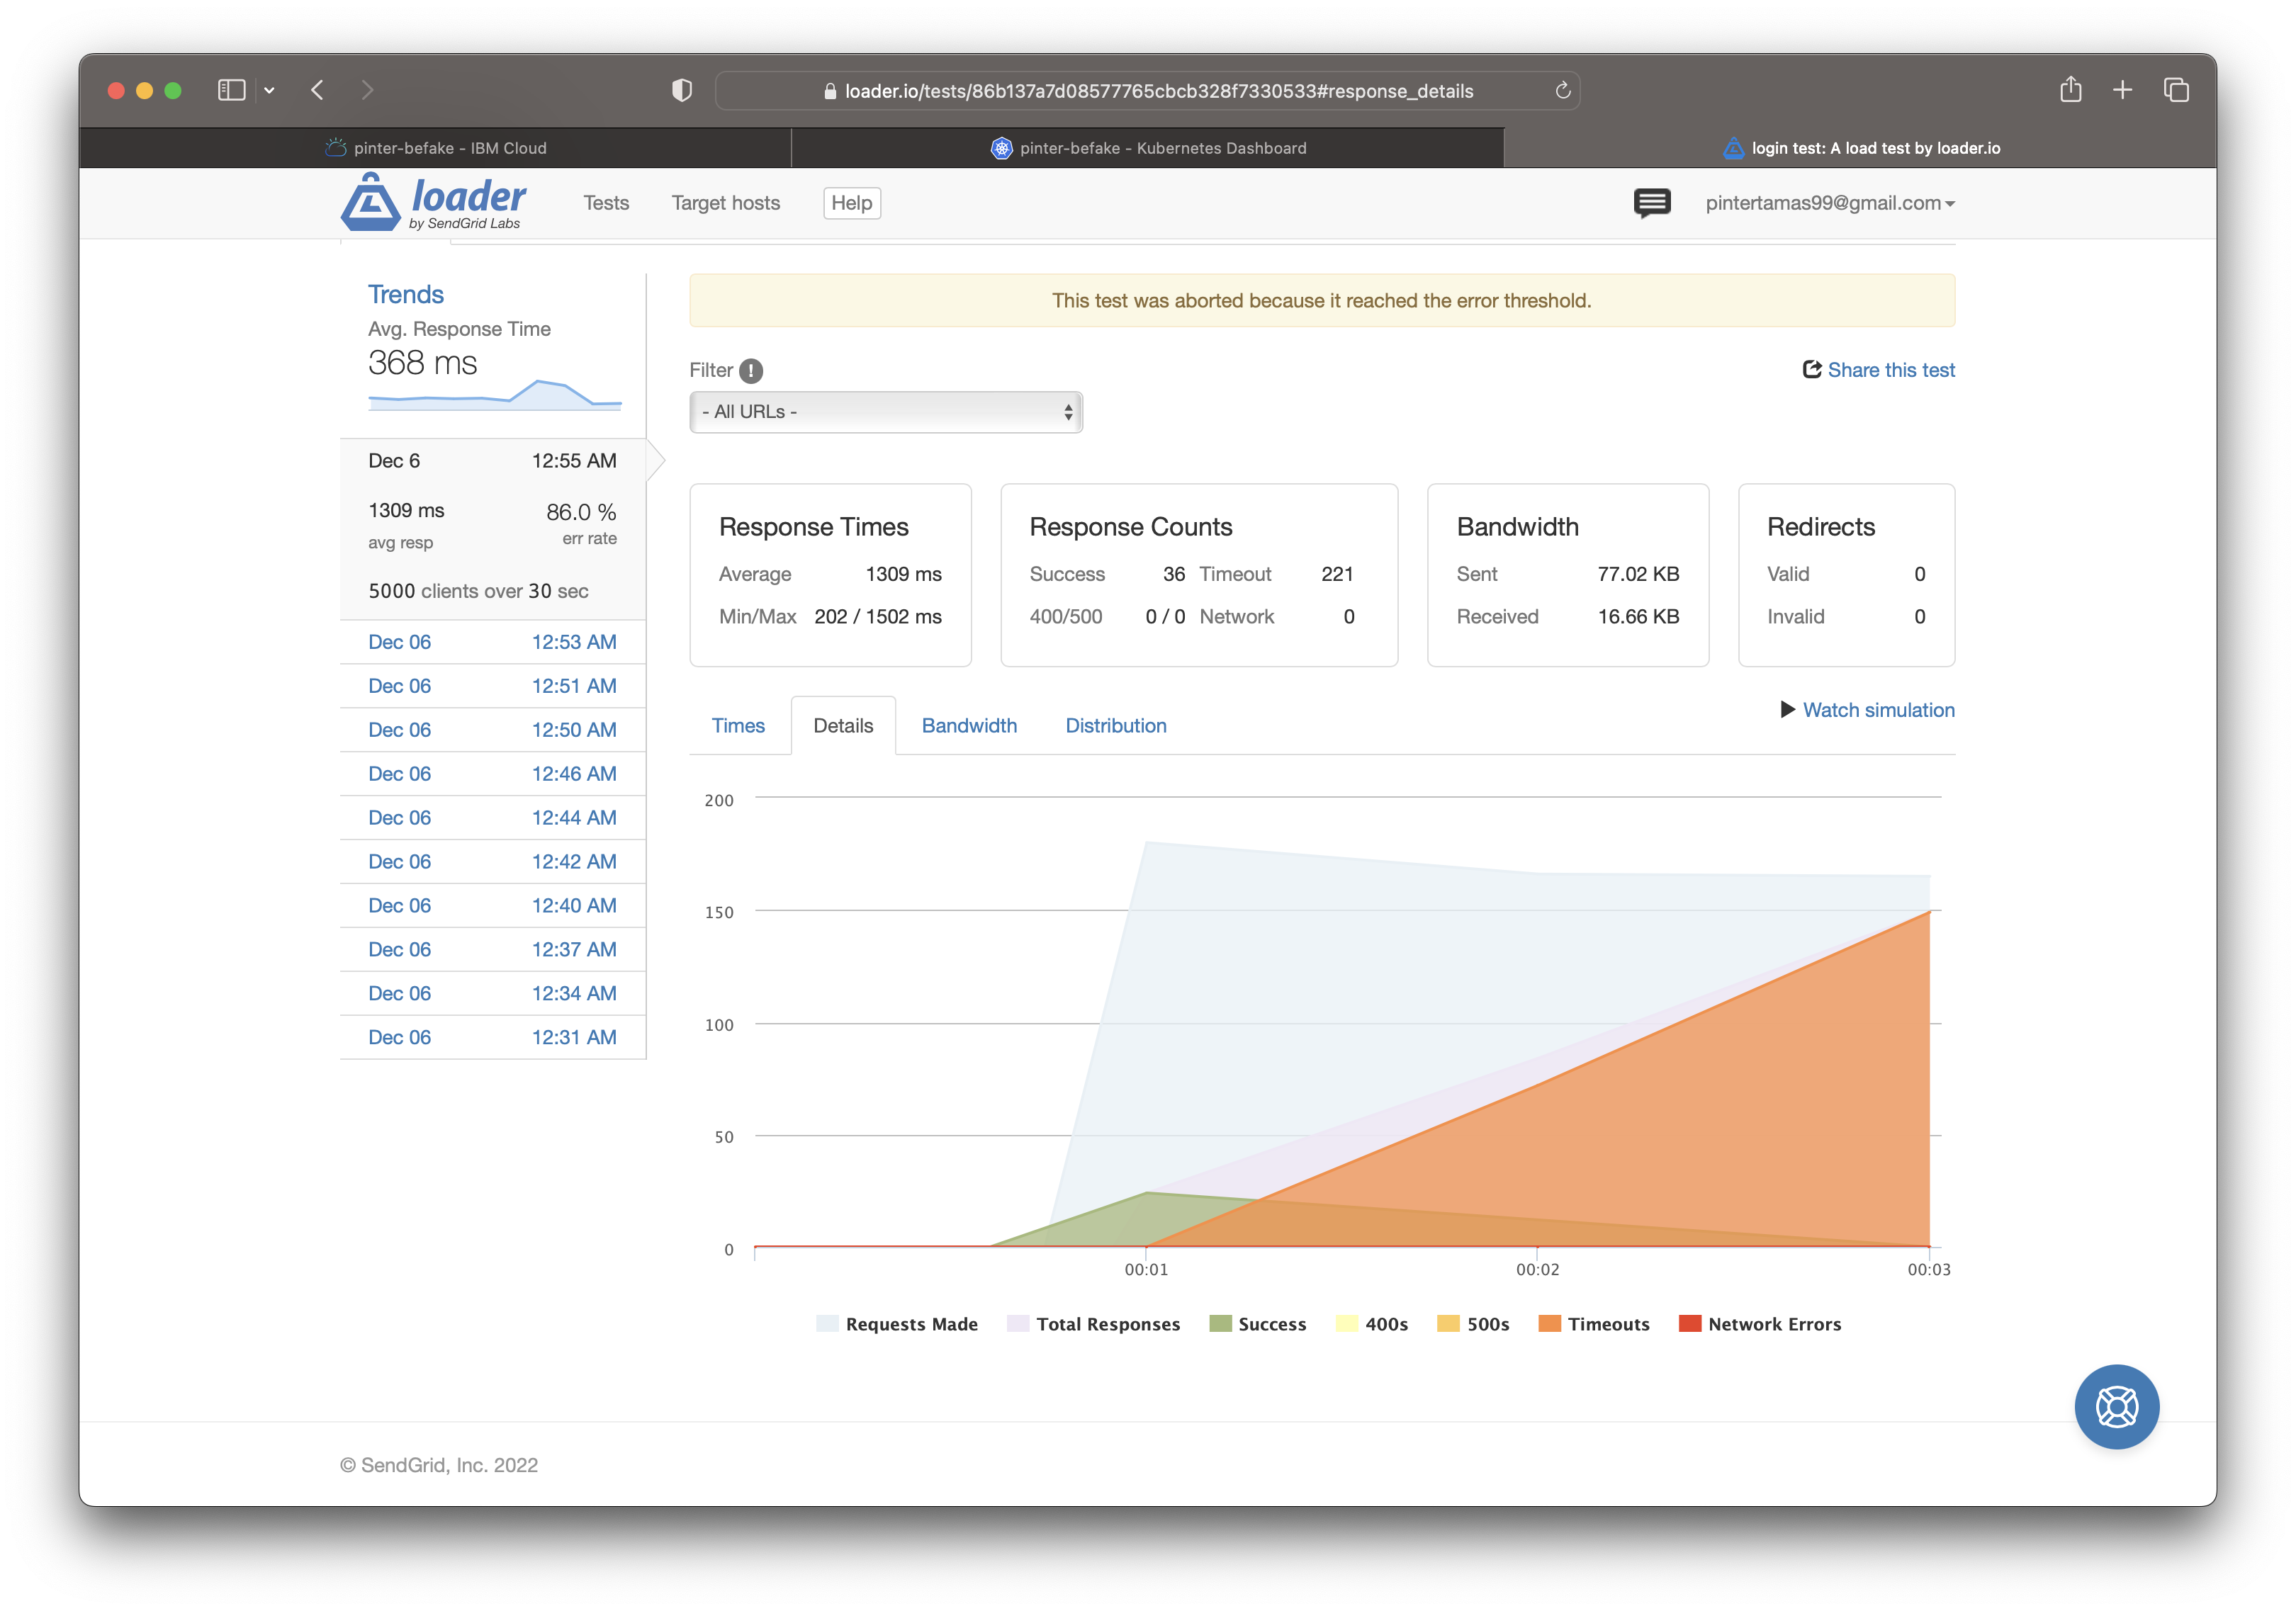 loader.io/tests/86b137a7d08577765cbcb328f7330533#response_details
pinter-befake - IBM Cloud
pinter-befake - Kubernetes Dashboard
login test: A load test by loader.io
loader
by SendGrid Labs
Tests
Target hosts
Help
pintertamas99@gmail.com
Trends
Avg. Response Time
368 ms
Dec 6 12:55 AM
1309 ms 86.0 %
avg resp err rate
5000 clients over 30 sec
Dec 06 12:53 AM
Dec 06 12:51 AM
Dec 06 12:50 AM
Dec 06 12:46 AM
Dec 06 12:44 AM
Dec 06 12:42 AM
Dec 06 12:40 AM
Dec 06 12:37 AM
Dec 06 12:34 AM
Dec 06 12:31 AM
This test was aborted because it reached the error threshold.
Filter !
Share this test
- All URLs -
Response Times
Average 1309 ms
Min/Max 202 / 1502 ms
Response Counts
Success 36 Timeout 221
400/500 0 / 0 Network 0
Bandwidth
Sent 77.02 KB
Received 16.66 KB
Redirects
Valid 0
Invalid 0
Times
Details
Bandwidth
Distribution
Watch simulation
200
150
100
50
0
00:01
00:02
00:03
Requests Made
Total Responses
Success
400s
500s
Timeouts
Network Errors
© SendGrid, Inc. 2022